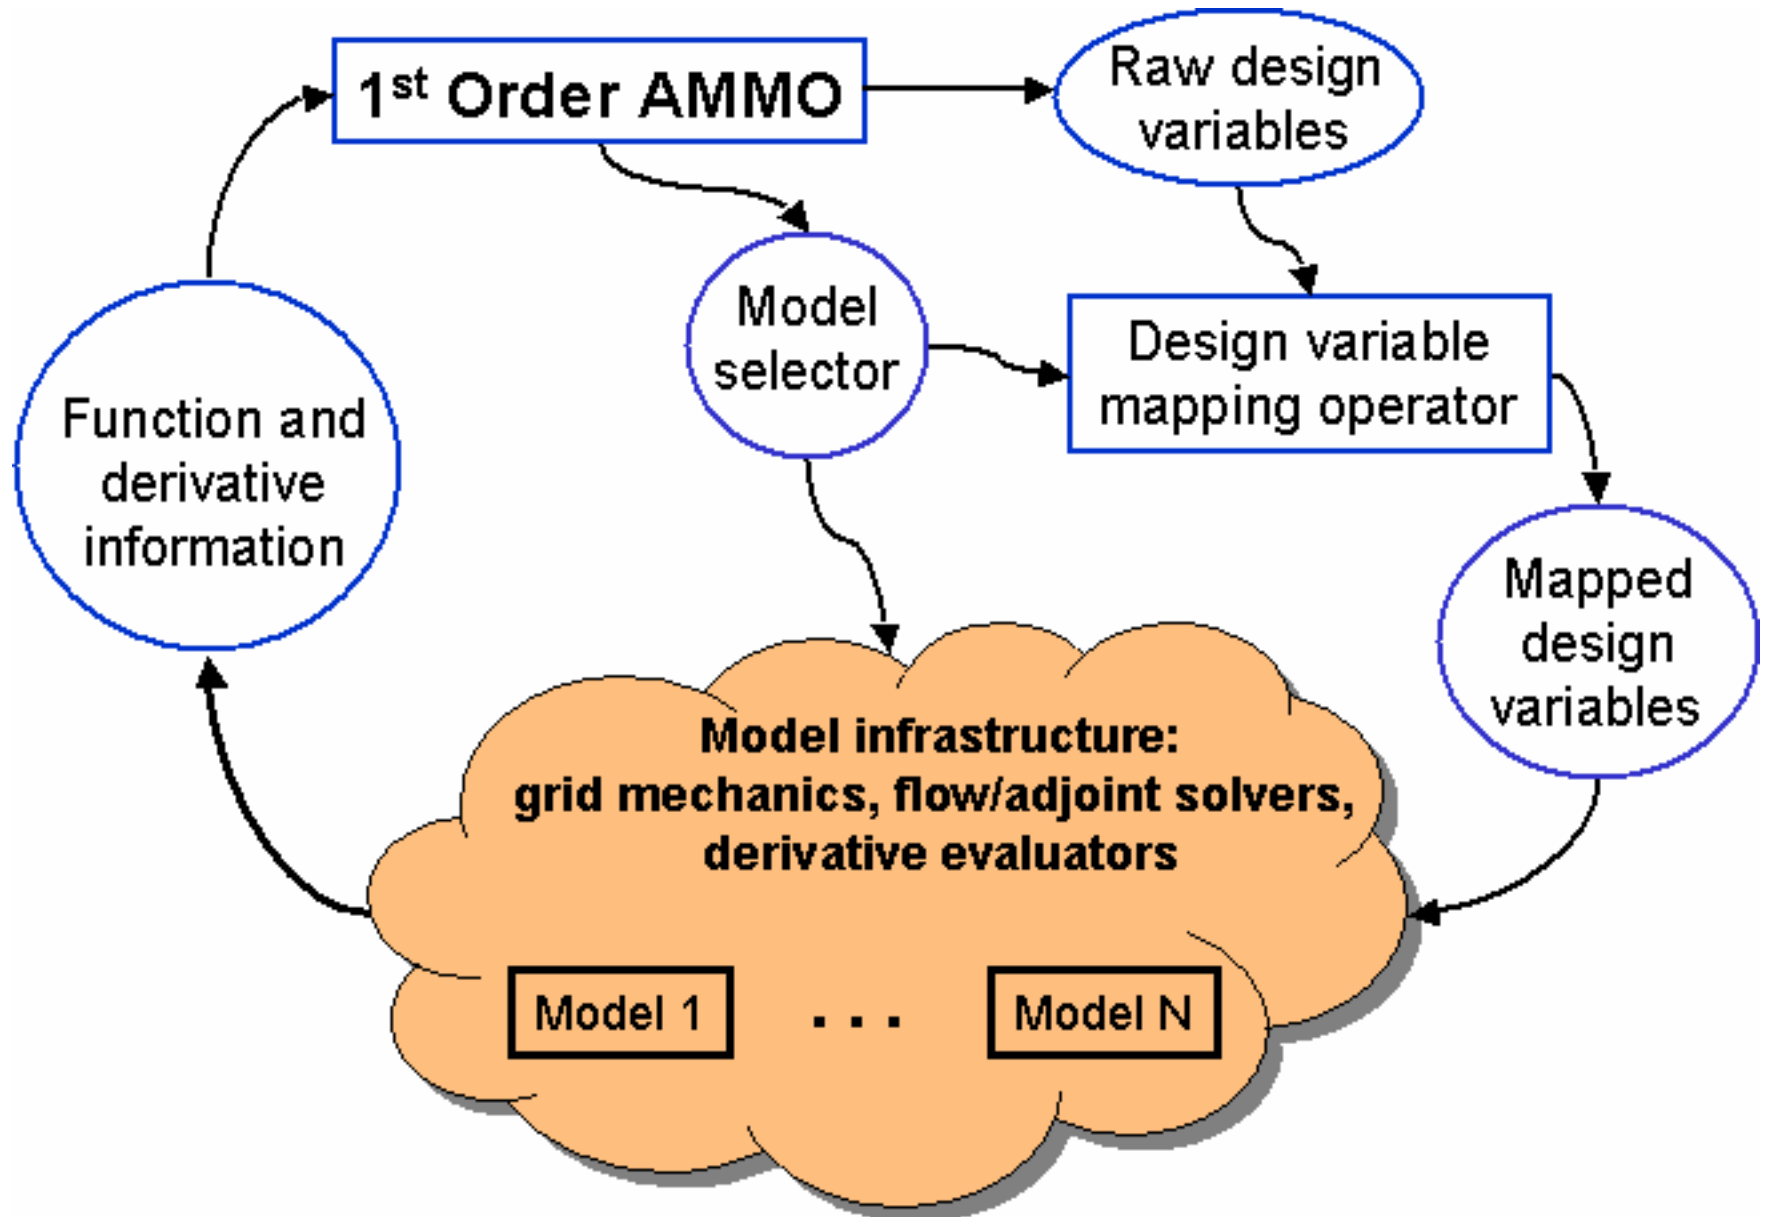 1st Order AMMO
Raw design
variables
Model
selector
Design variable
mapping operator
Function and
derivative
information
Mapped
design
variables
Model infrastructure:
grid mechanics, flow/adjoint solvers,
derivative evaluators
Model 1
. . .
Model N